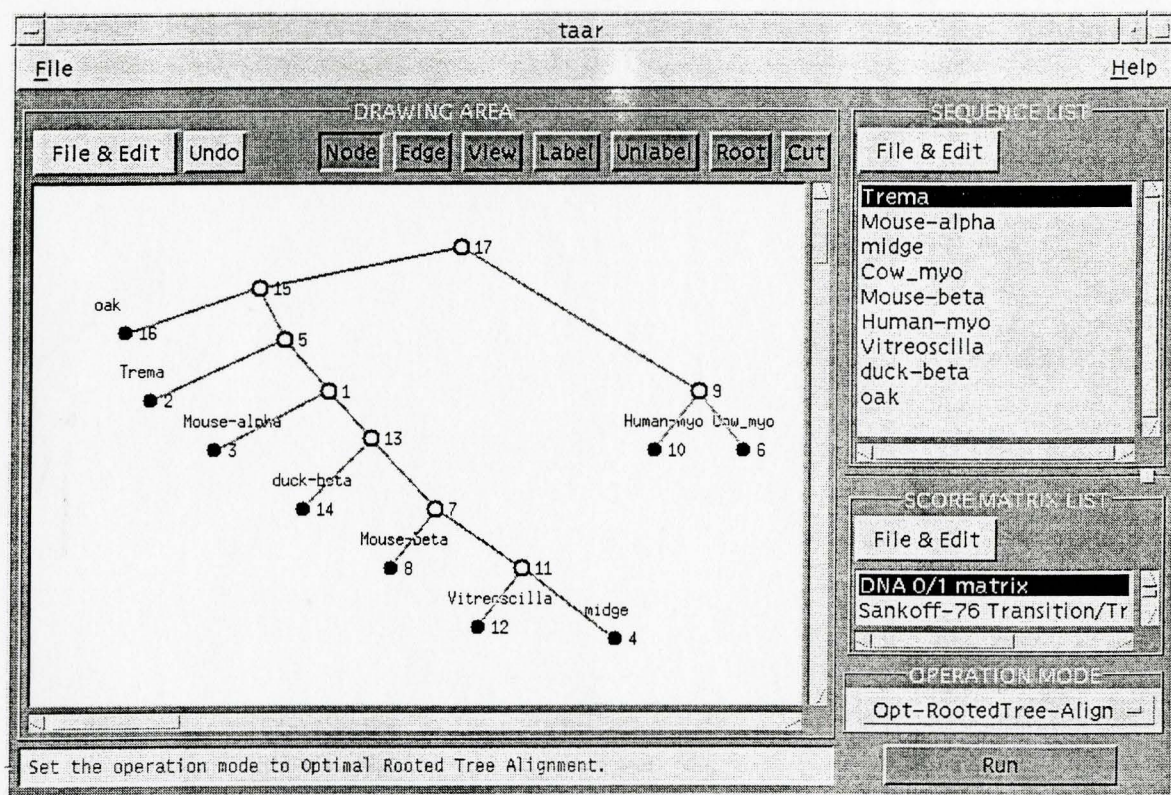 taar
File
Help
DRAWING AREA
File & Edit
Undo
Node
Edge
View
Label
Unlabel
Root
Cut
17
15
oak
16
5
Trema
2
1
Mouse-alpha
3
13
duck-beta
14
7
Mouse-beta
8
11
Vitreoscilla
12
midge
4
9
Human-myo
10
Cow_myo
6
SEQUENCE LIST
File & Edit
Trema
Mouse-alpha
midge
Cow_myo
Mouse-beta
Human-myo
Vitreoscilla
duck-beta
oak
SCORE MATRIX LIST
File & Edit
DNA 0/1 matrix
Sankoff-76 Transition/Tr
OPERATION MODE
Opt-RootedTree-Align
Set the operation mode to Optimal Rooted Tree Alignment.
Run